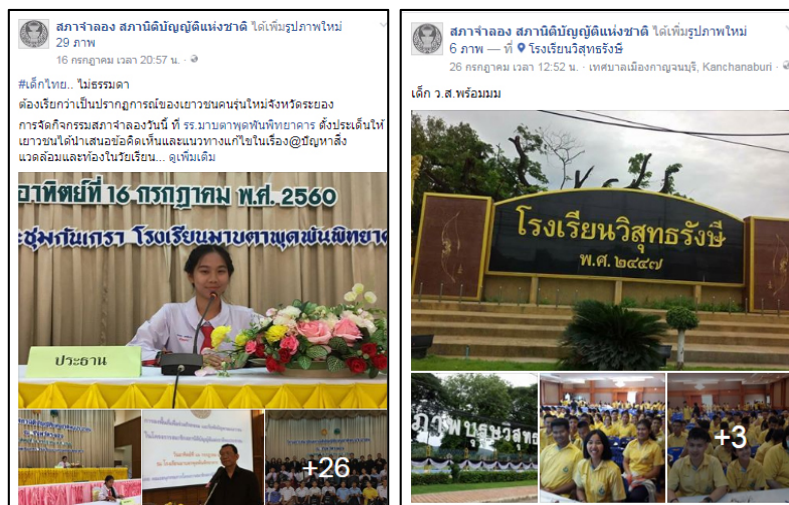 สภาจำลอง สภานิติบัญญัติแห่งชาติ ได้เพิ่มรูปภาพใหม่
29 ภาพ
16 กรกฎาคม เวลา 20:57 น. ·
#เด็กไทย.. ไม่ธรรมดา
ต้องเรียกว่าเป็นปรากฏการณ์ของเยาวชนคนรุ่นใหม่จังหวัดระยอง
การจัดกิจกรรมสภาจำลองวันนี้ ที่ รร.มาบตาพุดพันพิทยาคาร ตั้งประเด็นให้
เยาวชนได้นำเสนอข้อคิดเห็นและแนวทางแก้ไขในเรื่อง@ปัญหาสิ่ง
แวดล้อมและท้องในวัยเรียน... ดูเพิ่มเติม
อาทิตย์ที่ 16 กรกฎาคม พ.ศ. 2560
ะชุมกันเกรา โรงเรียนมาบตาพุดพันพิทยาค
ประธาน
+26
สภาจำลอง สภานิติบัญญัติแห่งชาติ ได้เพิ่มรูปภาพใหม่
6 ภาพ — ที่ โรงเรียนวิสุทธรังษี
26 กรกฎาคม เวลา 12:52 น. · เทศบาลเมืองกาญจนบุรี, Kanchanaburi ·
เด็ก ว.ส.พร้อมมม
โรงเรียนวิสุทธรังษี
พ.ศ. ๒๔๔๗
ภาพบุรุษวิสุทธ
+3